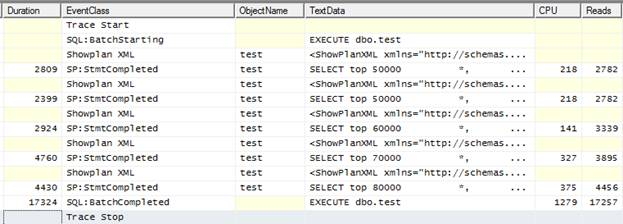 Duration EventClass ObjectName TextData CPU Reads
Trace Start
SQL:BatchStarting EXECUTE dbo.test
Showplan XML test <ShowPlanXML xmlns="http://schemas....
2809 SP:StmtCompleted test SELECT top 50000 *, ... 218 2782
Showplan XML test <ShowPlanXML xmlns="http://schemas....
2399 SP:StmtCompleted test SELECT top 50000 *, ... 218 2782
Showplan XML test <ShowPlanXML xmlns="http://schemas....
2924 SP:StmtCompleted test SELECT top 60000 *, ... 141 3339
Showplan XML test <ShowPlanXML xmlns="http://schemas....
4760 SP:StmtCompleted test SELECT top 70000 *, ... 327 3895
Showplan XML test <ShowPlanXML xmlns="http://schemas....
4430 SP:StmtCompleted test SELECT top 80000 *, ... 375 4456
17324 SQL:BatchCompleted EXECUTE dbo.test 1279 17257
Trace Stop